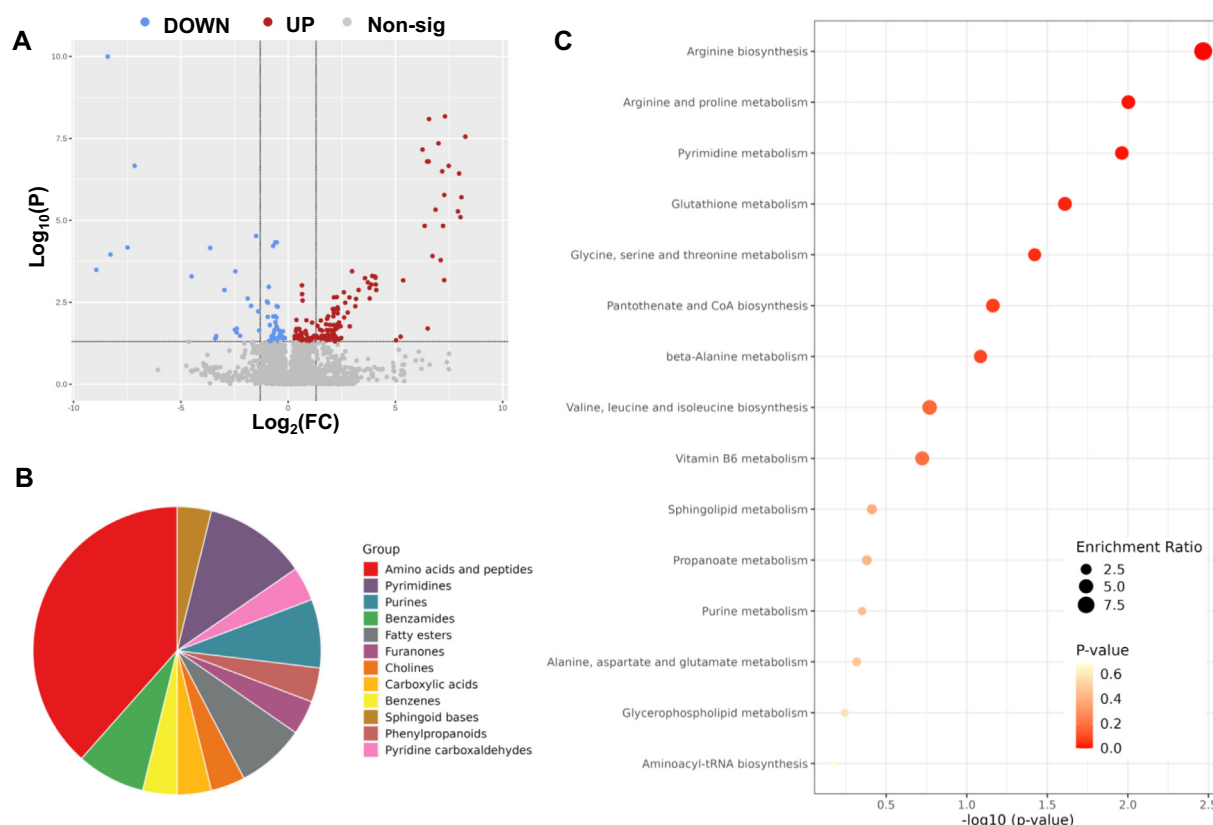 DOWN UP Non-sig
A
10.0
7.5
5.0
2.5
0.0
Log₁₀(P)
-10 -5 0 5 10
Log₂(FC)
B
Group
Amino acids and peptides
Pyrimidines
Purines
Benzamides
Fatty esters
Furanones
Cholines
Carboxylic acids
Benzenes
Sphingoid bases
Phenylpropanoids
Pyridine carboxaldehydes
C
Arginine biosynthesis
Arginine and proline metabolism
Pyrimidine metabolism
Glutathione metabolism
Glycine, serine and threonine metabolism
Pantothenate and CoA biosynthesis
beta-Alanine metabolism
Valine, leucine and isoleucine biosynthesis
Vitamin B6 metabolism
Sphingolipid metabolism
Propanoate metabolism
Purine metabolism
Alanine, aspartate and glutamate metabolism
Glycerophospholipid metabolism
Aminoacyl-tRNA biosynthesis
Enrichment Ratio
2.5
5.0
7.5
P-value
0.6
0.4
0.2
0.0
0.5 1.0 1.5 2.0 2.5
-log10 (p-value)